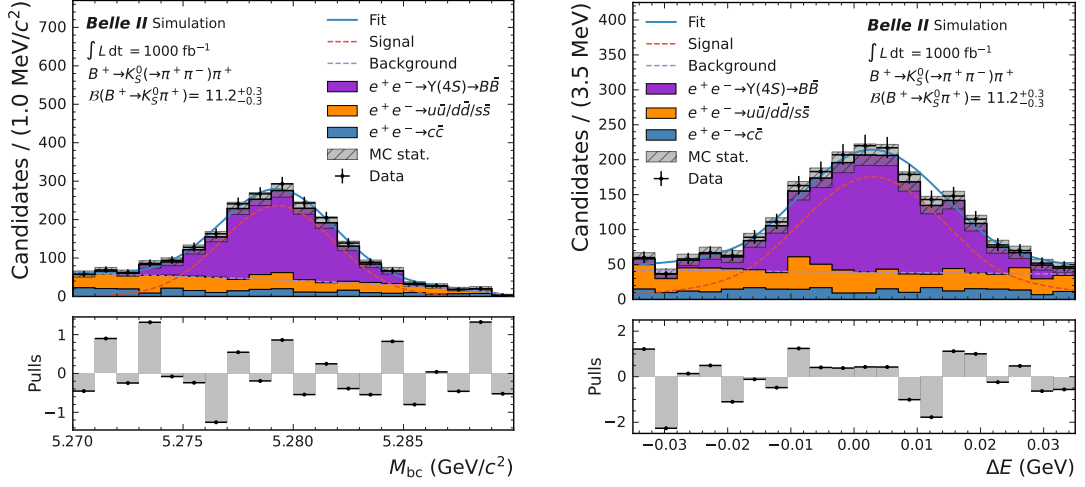 Belle II Simulation
∫L dt = 1000 fb⁻¹
B⁺→K_S⁰(→π⁺π⁻)π⁺
ℬ(B⁺→K_S⁰π⁺)= 11.2 +0.3 −0.3
Fit
Signal
Background
e⁺e⁻→Υ(4S)→BB̄
e⁺e⁻→uū/dd̄/ss̄
e⁺e⁻→cc̄
MC stat.
Data
Candidates / (1.0 MeV/c²)
700
600
500
400
300
200
100
0
Pulls
1
0
−1
5.270 5.275 5.280 5.285
M_bc (GeV/c²)
Fit
Signal
Background
e⁺e⁻→Υ(4S)→BB̄
e⁺e⁻→uū/dd̄/ss̄
e⁺e⁻→cc̄
MC stat.
Data
Belle II Simulation
∫L dt = 1000 fb⁻¹
B⁺→K_S⁰(→π⁺π⁻)π⁺
ℬ(B⁺→K_S⁰π⁺)= 11.2 +0.3 −0.3
Candidates / (3.5 MeV)
350
300
250
200
150
100
50
0
Pulls
2
0
−2
−0.03 −0.02 −0.01 0.00 0.01 0.02 0.03
ΔE (GeV)